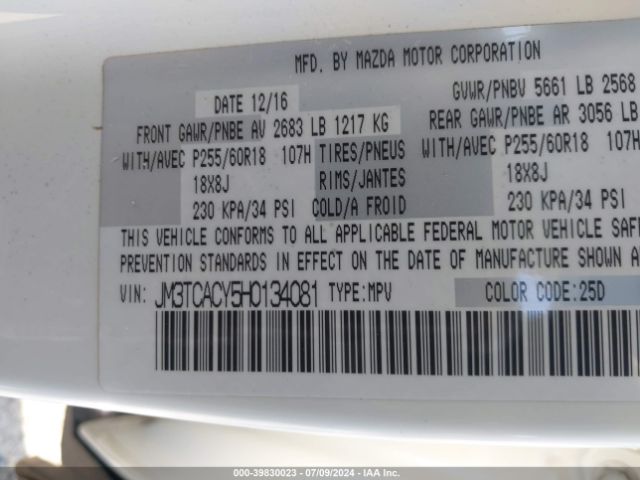 MFD. BY MAZDA MOTOR CORPORATION
DATE 12/16 GVWR/PNBV 5661 LB 2568
FRONT GAWR/PNBE AV 2683 LB 1217 KG REAR GAWR/PNBE AR 3056 LB
WITH/AVEC P255/60R18 107H TIRES/PNEUS WITH/AVEC P255/60R18 107H
18X8J RIMS/JANTES 18X8J
230 KPA/34 PSI COLD/A FROID 230 KPA/34 PSI
THIS VEHICLE CONFORMS TO ALL APPLICABLE FEDERAL MOTOR VEHICLE SAFE
PREVENTION STANDARDS IN EFFECT ON THE DATE OF MANUFACTURE SHOWN A
VIN: JM3TCACY5H0134081 TYPE:MPV COLOR CODE:25D
000-39830023 - 07/09/2024 - IAA Inc.